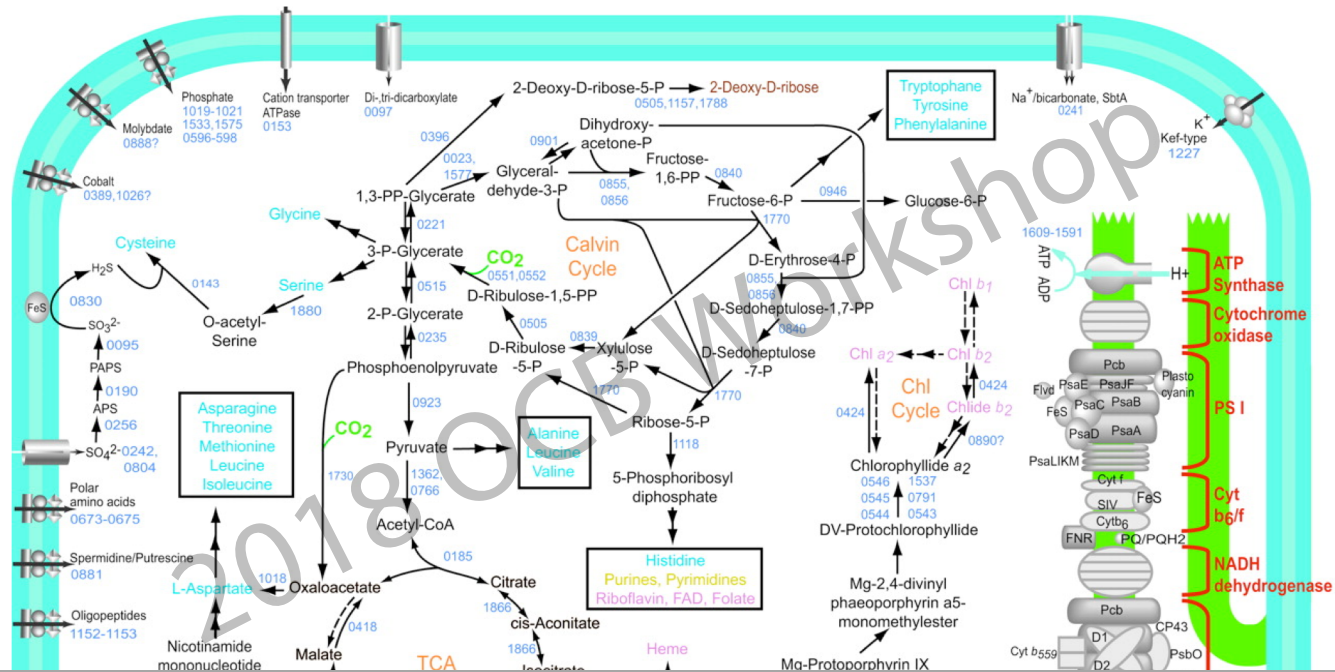 Phosphate
1019-1021
1533,1575
0596-598
Molybdate
0888?
Cobalt
0389,1026?
Cation transporter
ATPase
0153
Di-,tri-dicarboxylate
0097
2-Deoxy-D-ribose-5-P
2-Deoxy-D-ribose
0505,1157,1788
Tryptophane
Tyrosine
Phenylalanine
Na+/bicarbonate, SbtA
0241
K+
Kef-type
1227
0396
0023,
1577
0901
Dihydroxy-
acetone-P
Glyceral-
dehyde-3-P
0855,
0856
Fructose-
1,6-PP
0840
Fructose-6-P
0946
Glucose-6-P
1770
1,3-PP-Glycerate
0221
Glycine
3-P-Glycerate
Serine
1880
0515
2-P-Glycerate
0235
Phosphoenolpyruvate
CO2
0551,0552
Calvin
Cycle
D-Ribulose-1,5-PP
0505
D-Ribulose
-5-P
0839
Xylulose
-5-P
1770
D-Erythrose-4-P
0855,
0856
D-Sedoheptulose-1,7-PP
0840
D-Sedoheptulose
-7-P
1770
Ribose-5-P
1118
5-Phosphoribosyl
diphosphate
Histidine
Purines, Pyrimidines
Riboflavin, FAD, Folate
Heme
Cysteine
H2S
0143
O-acetyl-
Serine
FeS
0830
SO32-
0095
PAPS
0190
APS
0256
SO42-
0242,
0804
Asparagine
Threonine
Methionine
Leucine
Isoleucine
Polar
amino acids
0673-0675
Spermidine/Putrescine
0881
Oligopeptides
1152-1153
L-Aspartate
1018
Nicotinamide
mononucleotide
CO2
1730
0923
Pyruvate
Alanine
Leucine
Valine
1362,
0766
Acetyl-CoA
0185
Oxaloacetate
Citrate
1866
cis-Aconitate
1866
Isocitrate
0418
Malate
TCA
Chl b1
Chl a2
Chl b2
Chl
Cycle
0424
0424
Chlide b2
0890?
Chlorophyllide a2
0546 1537
0545 0791
0544 0543
DV-Protochlorophyllide
Mg-2,4-divinyl
phaeoporphyrin a5-
monomethylester
Mg-Protoporphyrin IX
1609-1591
ATP
ADP
H+
ATP
Synthase
Cytochrome
oxidase
Pcb
Plasto
cyanin
Flvd
PsaE
PsaJF
FeS
PsaC
PsaB
PsaD
PsaA
PsaLIKM
PS I
Cyt f
SIV
FeS
Cytb6
FNR
PQ/PQH2
Cyt
b6/f
NADH
dehydrogenase
Pcb
CP43
D1
D2
Cyt b559
PsbO
2018 OCB Workshop